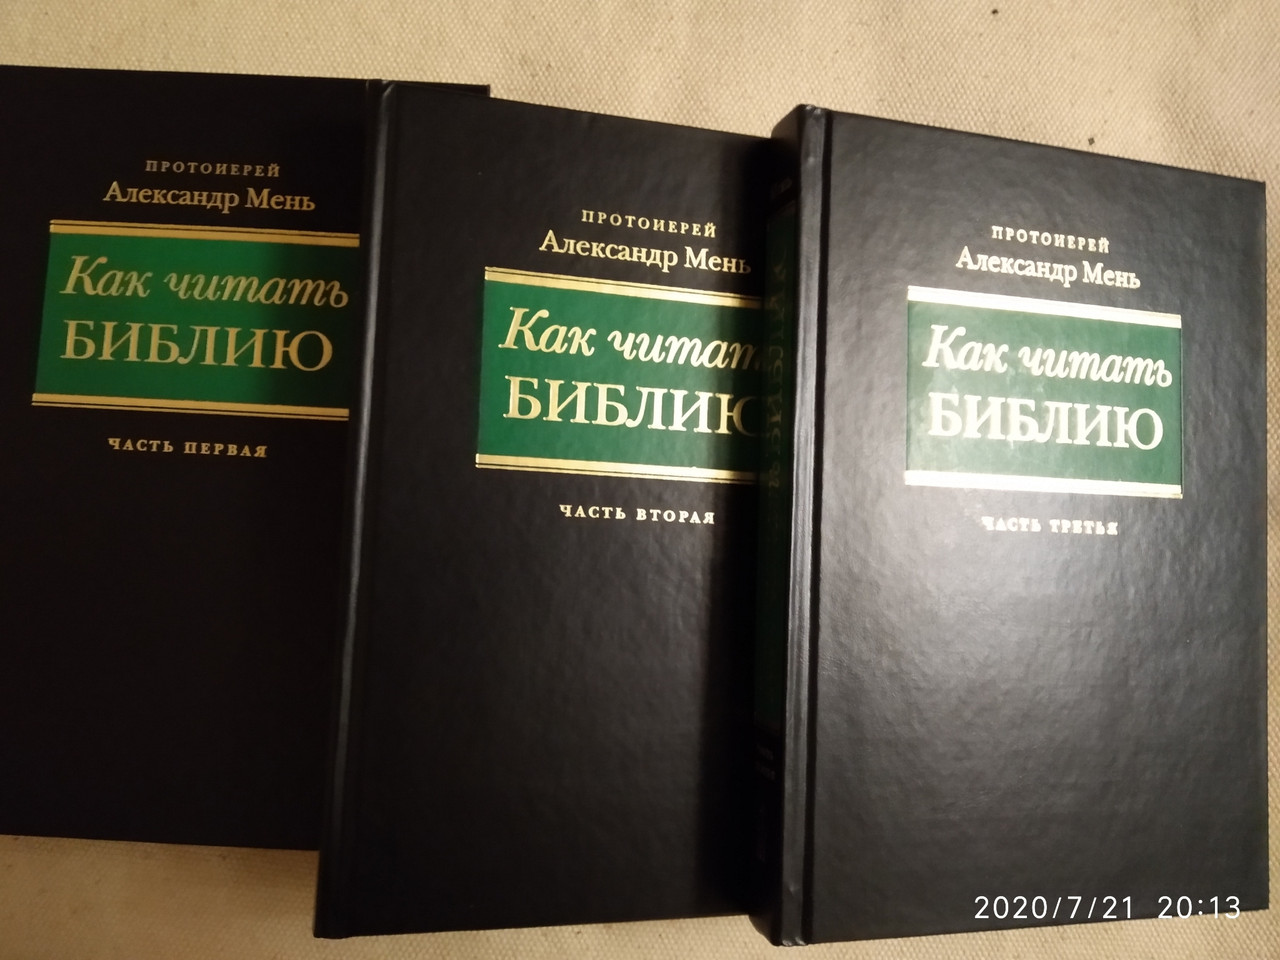 ПРОТОИЕРЕЙ
Александр Мень
Как читать
БИБЛИЮ
ЧАСТЬ ПЕРВАЯ
ПРОТОИЕРЕЙ
Александр Мень
Как читат
БИБЛИЮ
ЧАСТЬ ВТОРАЯ
ПРОТОИЕРЕЙ
Александр Мень
Как читать
БИБЛИЮ
ЧАСТЬ ТРЕТЬЯ
2020/7/21 20:13